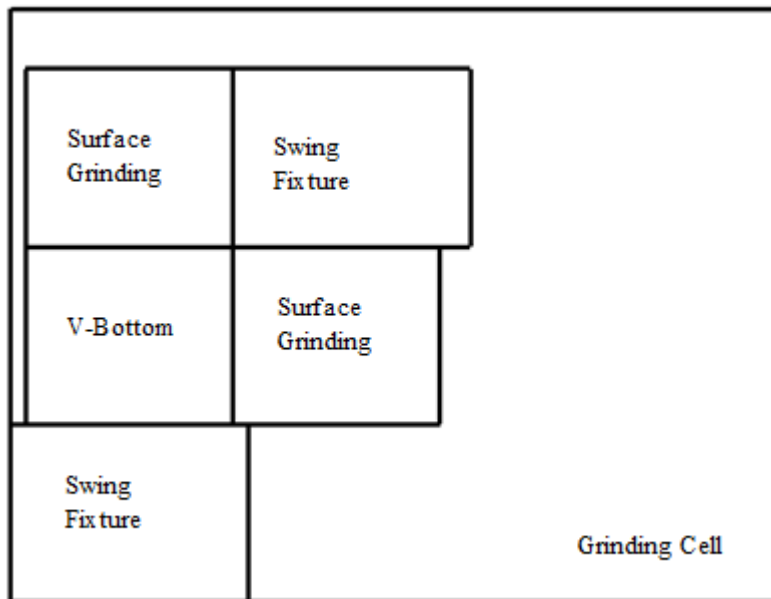 Surface
Grinding
Swing
Fixture
V-Bottom
Surface
Grinding
Swing
Fixture
Grinding Cell